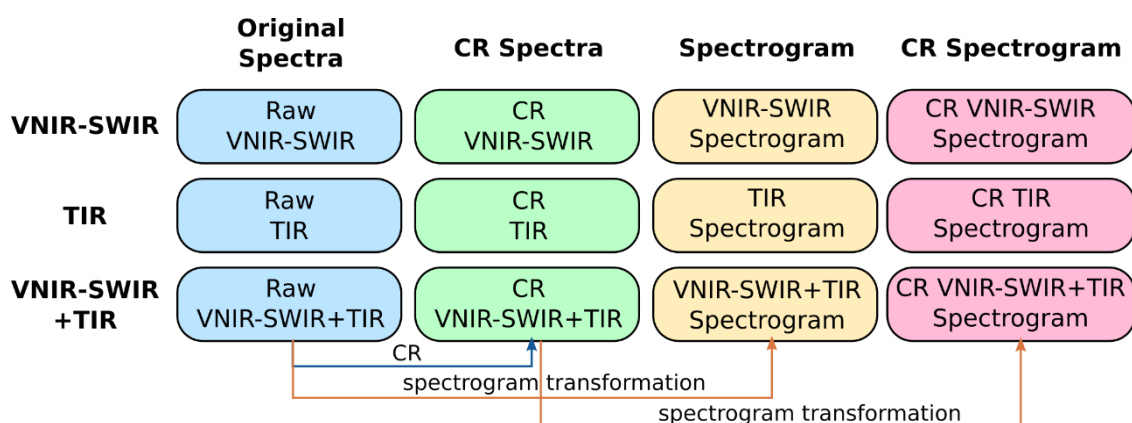 Original
Spectra
CR Spectra
Spectrogram
CR Spectrogram
VNIR-SWIR
Raw
VNIR-SWIR
CR
VNIR-SWIR
VNIR-SWIR
Spectrogram
CR VNIR-SWIR
Spectrogram
TIR
Raw
TIR
CR
TIR
TIR
Spectrogram
CR TIR
Spectrogram
VNIR-SWIR
+TIR
Raw
VNIR-SWIR+TIR
CR
VNIR-SWIR+TIR
VNIR-SWIR+TIR
Spectrogram
CR VNIR-SWIR+TIR
Spectrogram
CR
spectrogram transformation
spectrogram transformation